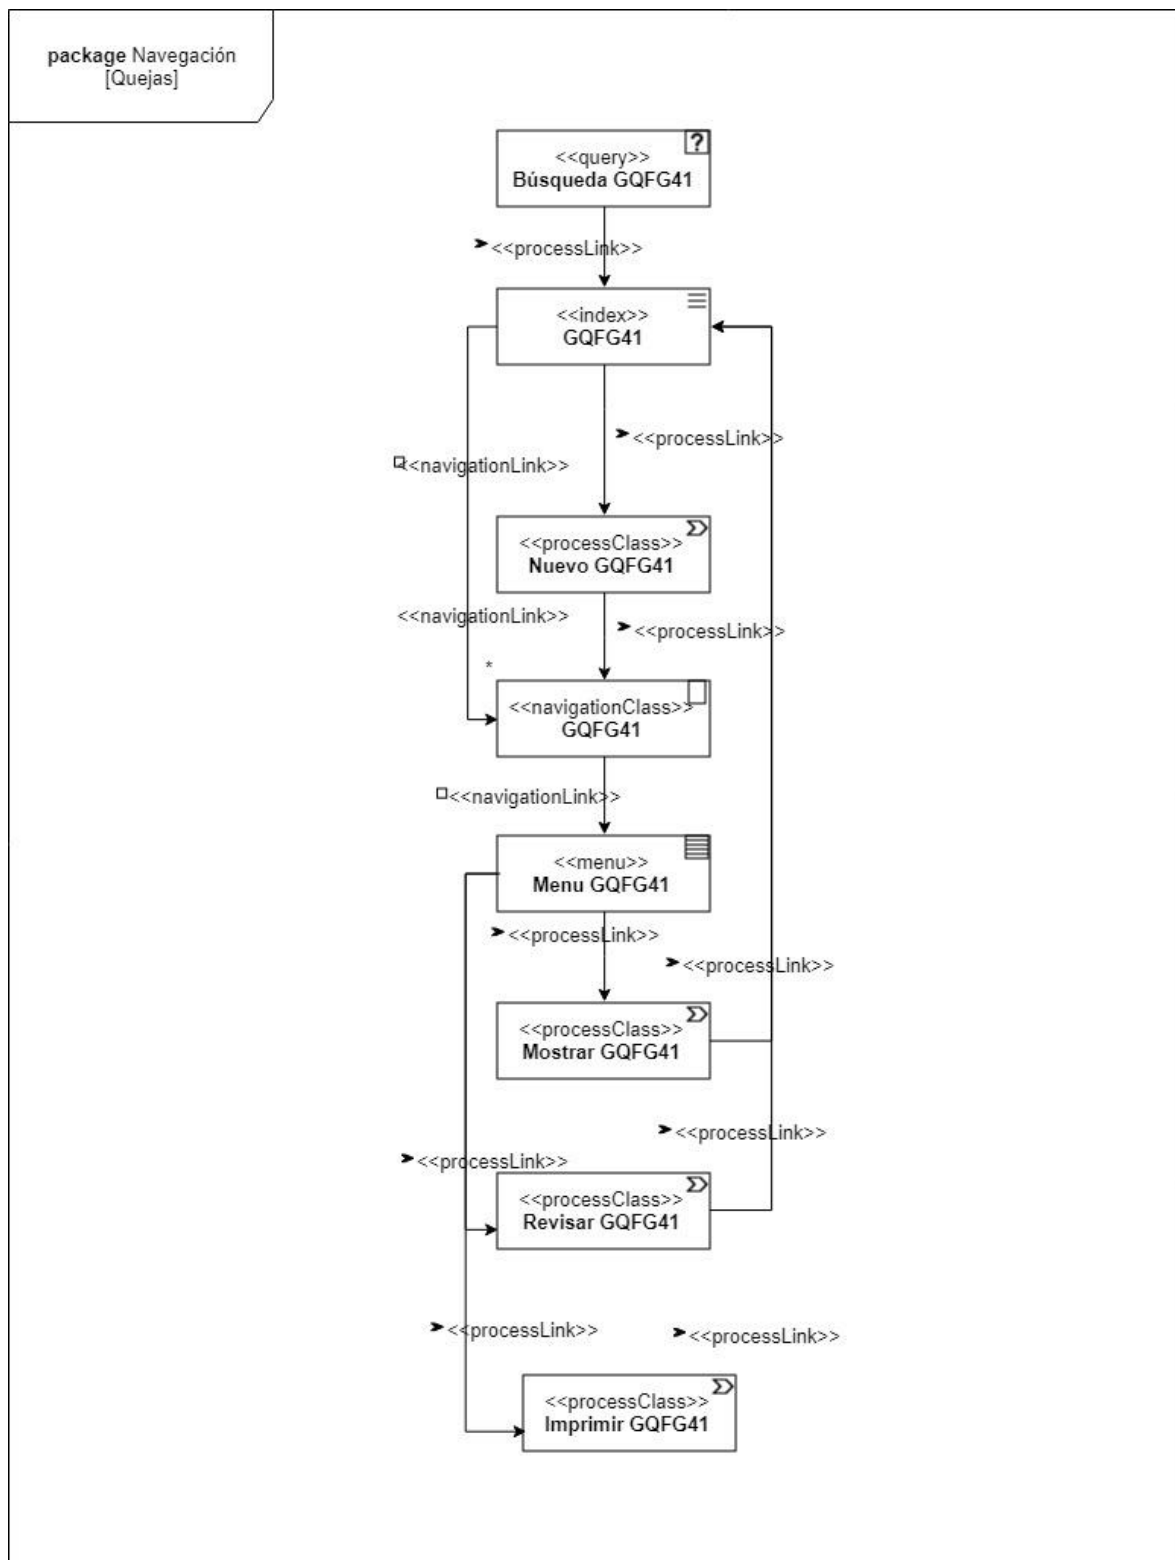 package Navegación
[Quejas]
?
<<query>>
Búsqueda GQFG41
<<processLink>>
<<index>>
GQFG41
<<processLink>>
<<navigationLink>>
<<processClass>>
Nuevo GQFG41
<<navigationLink>>
<<processLink>>
*
<<navigationClass>>
GQFG41
<<navigationLink>>
<<menu>>
Menu GQFG41
<<processLink>>
<<processLink>>
<<processClass>>
Mostrar GQFG41
<<processLink>>
<<processLink>>
<<processClass>>
Revisar GQFG41
<<processLink>>
<<processLink>>
<<processClass>>
Imprimir GQFG41